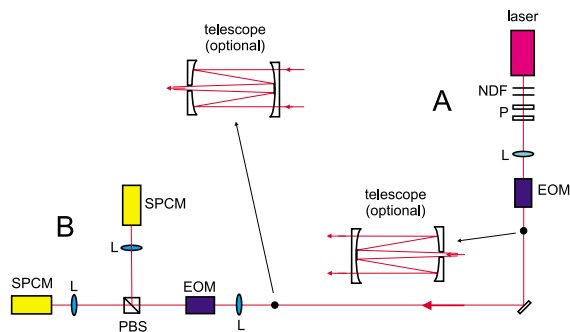 laser
telescope
(optional)
A
NDF
P
L
EOM
telescope
(optional)
SPCM
B
L
SPCM
L
EOM
L
PBS